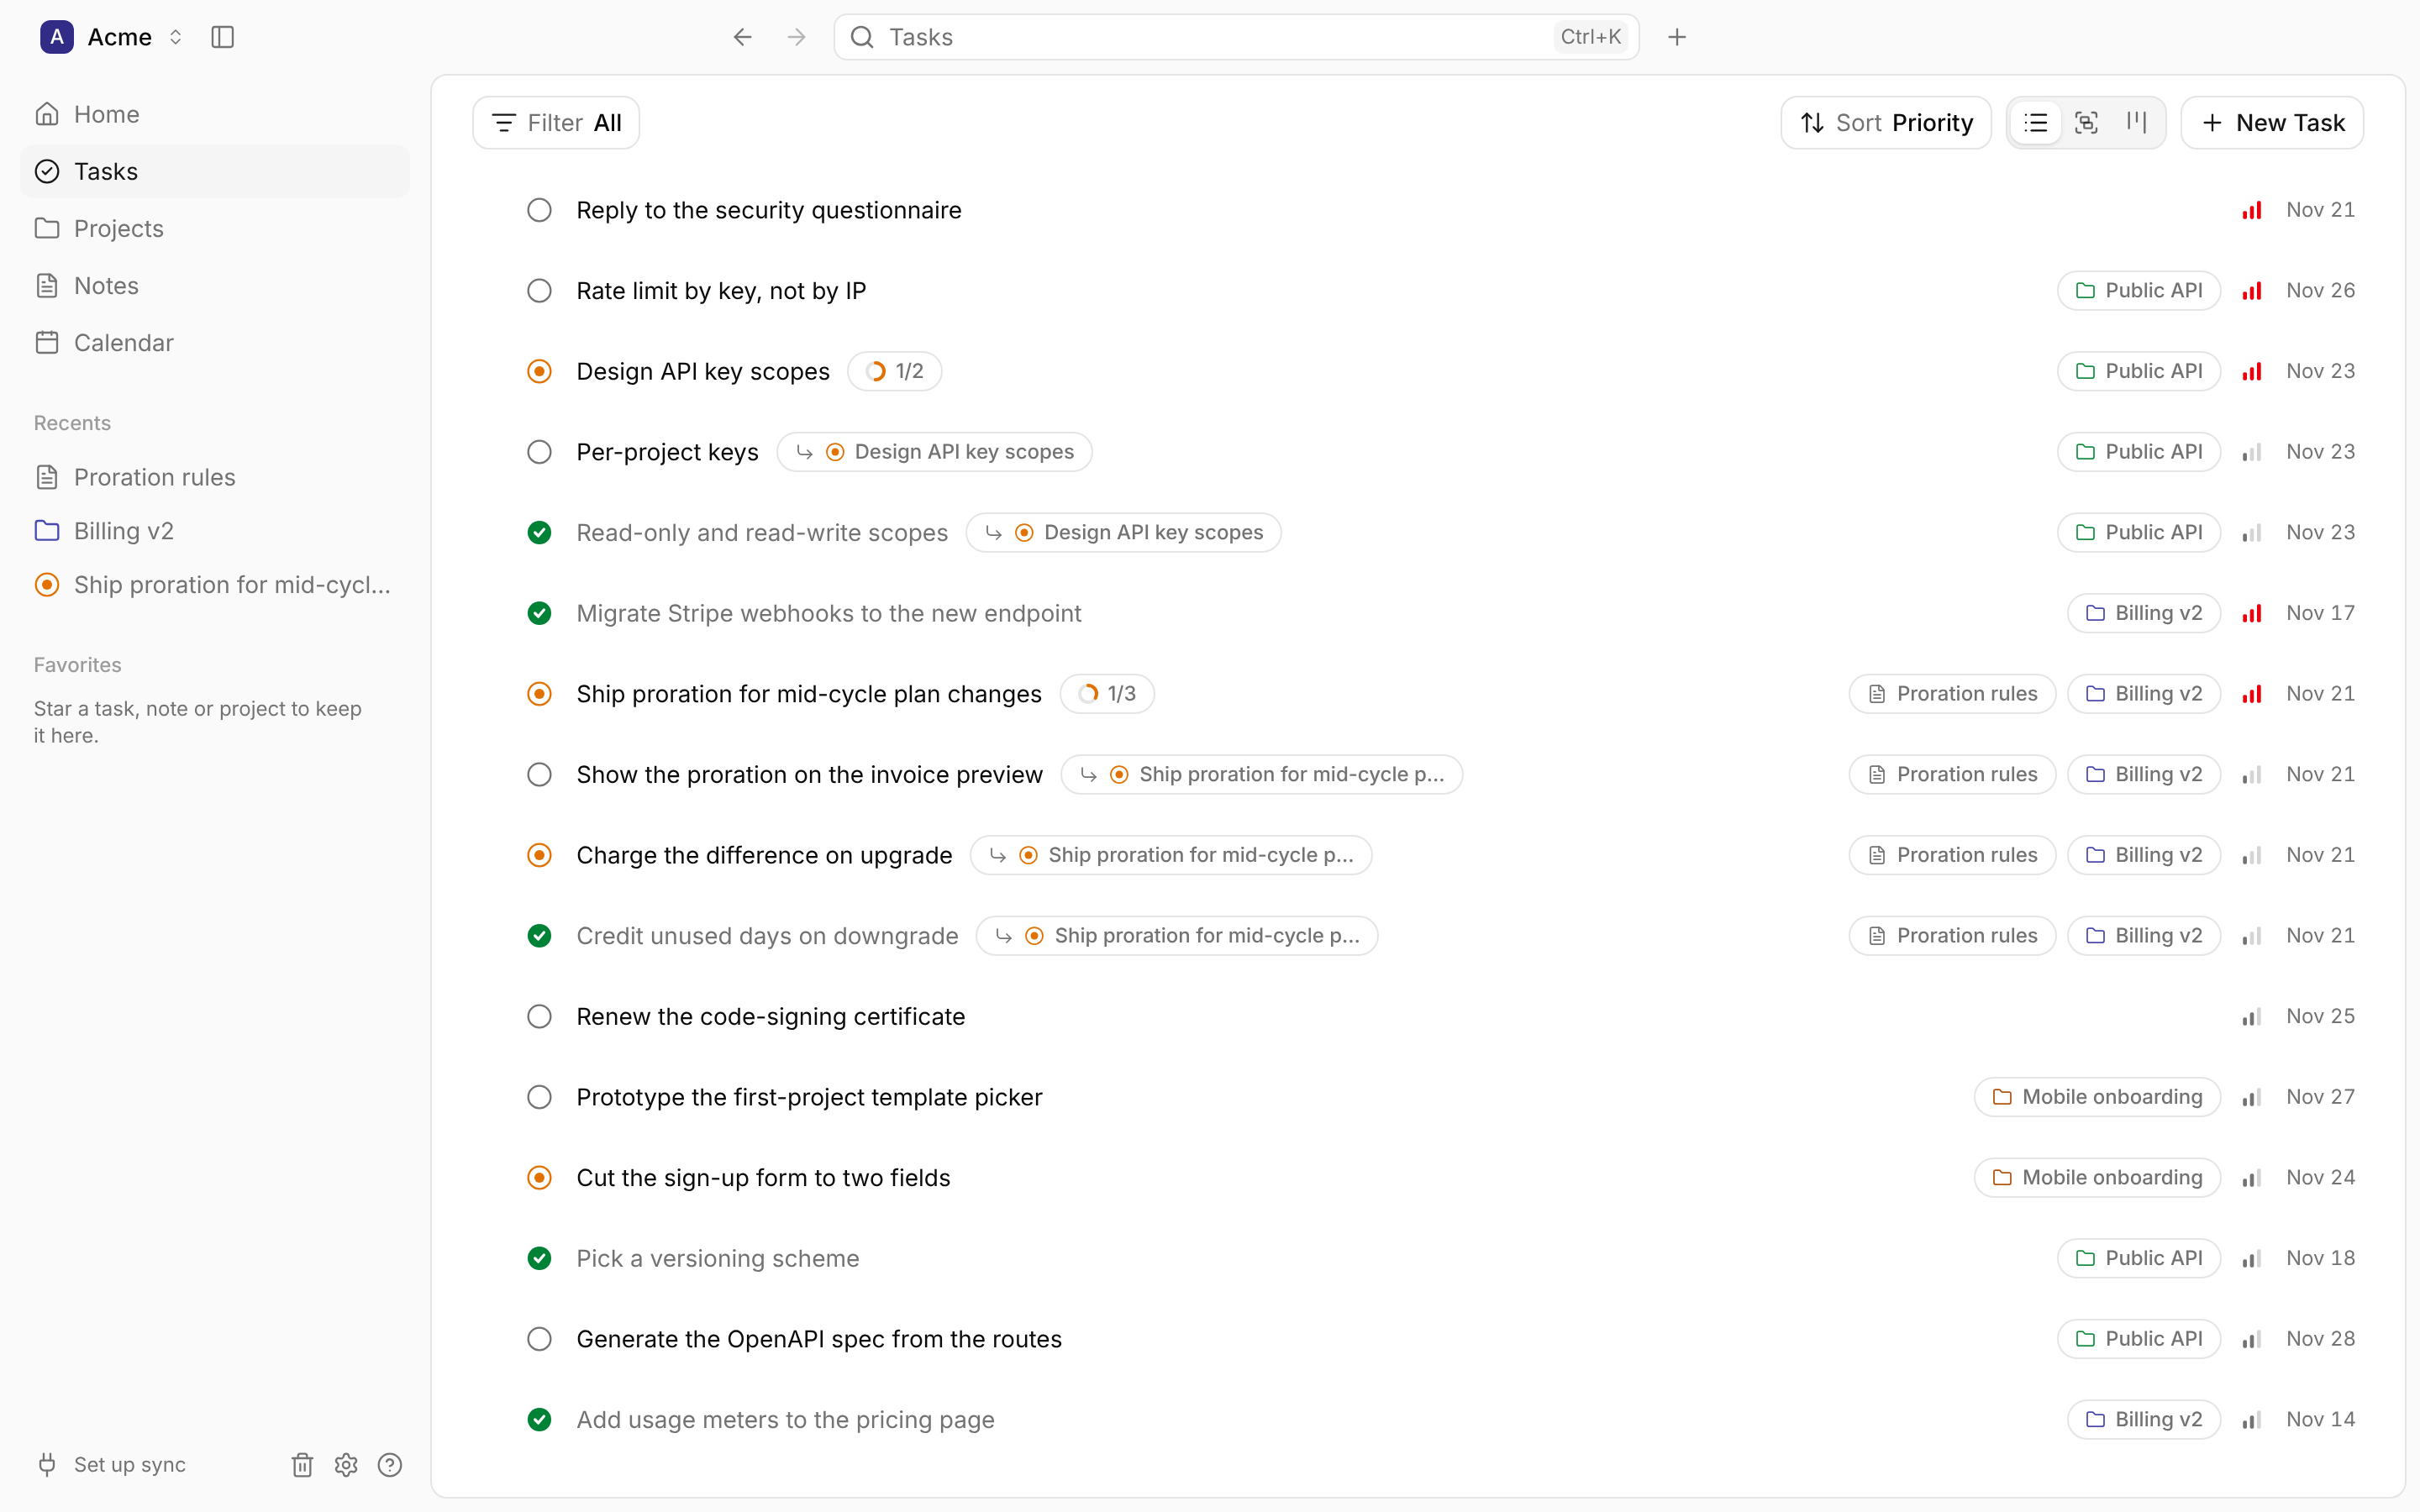 A Acme
Tasks Ctrl+K
Home
Tasks
Projects
Notes
Calendar
Recents
Proration rules
Billing v2
Ship proration for mid-cycl...
Favorites
Star a task, note or project to keep
it here.
Set up sync
Filter All
Sort Priority
New Task
Reply to the security questionnaire Nov 21
Rate limit by key, not by IP Public API Nov 26
Design API key scopes 1/2 Public API Nov 23
Per-project keys Design API key scopes Public API Nov 23
Read-only and read-write scopes Design API key scopes Public API Nov 23
Migrate Stripe webhooks to the new endpoint Billing v2 Nov 17
Ship proration for mid-cycle plan changes 1/3 Proration rules Billing v2 Nov 21
Show the proration on the invoice preview Ship proration for mid-cycle p... Proration rules Billing v2 Nov 21
Charge the difference on upgrade Ship proration for mid-cycle p... Proration rules Billing v2 Nov 21
Credit unused days on downgrade Ship proration for mid-cycle p... Proration rules Billing v2 Nov 21
Renew the code-signing certificate Nov 25
Prototype the first-project template picker Mobile onboarding Nov 27
Cut the sign-up form to two fields Mobile onboarding Nov 24
Pick a versioning scheme Public API Nov 18
Generate the OpenAPI spec from the routes Public API Nov 28
Add usage meters to the pricing page Billing v2 Nov 14